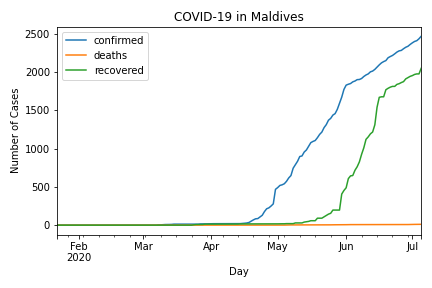 COVID-19 in Maldives
confirmed
deaths
recovered
Number of Cases
2500
2000
1500
1000
500
0
Feb
2020
Mar
Apr
May
Jun
Jul
Day